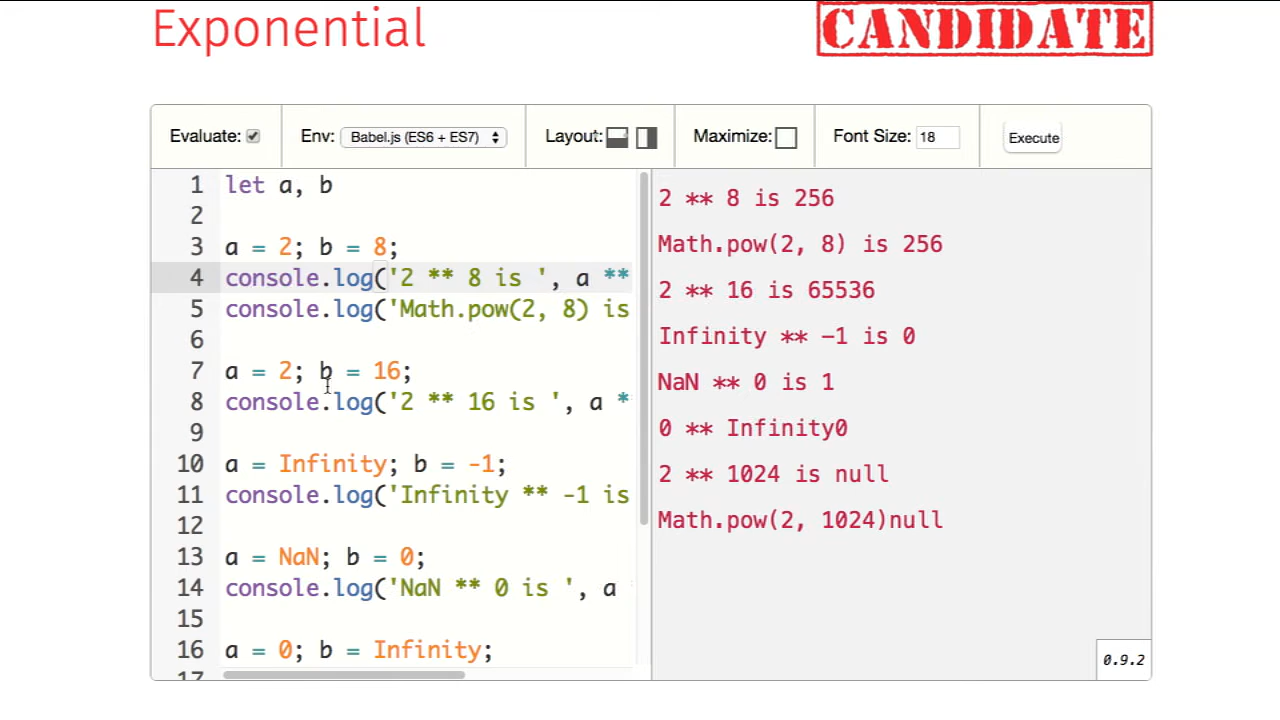 Exponential
CANDIDATE
Evaluate: Env: Babel.js (ES6 + ES7) Layout: Maximize: Font Size: 18 Execute
1 let a, b
2
3 a = 2; b = 8;
4 console.log('2 ** 8 is ', a **
5 console.log('Math.pow(2, 8) is
6
7 a = 2; b = 16;
8 console.log('2 ** 16 is ', a *
9
10 a = Infinity; b = -1;
11 console.log('Infinity ** -1 is
12
13 a = NaN; b = 0;
14 console.log('NaN ** 0 is ', a
15
16 a = 0; b = Infinity;
17
2 ** 8 is 256
Math.pow(2, 8) is 256
2 ** 16 is 65536
Infinity ** -1 is 0
NaN ** 0 is 1
0 ** Infinity0
2 ** 1024 is null
Math.pow(2, 1024)null
0.9.2